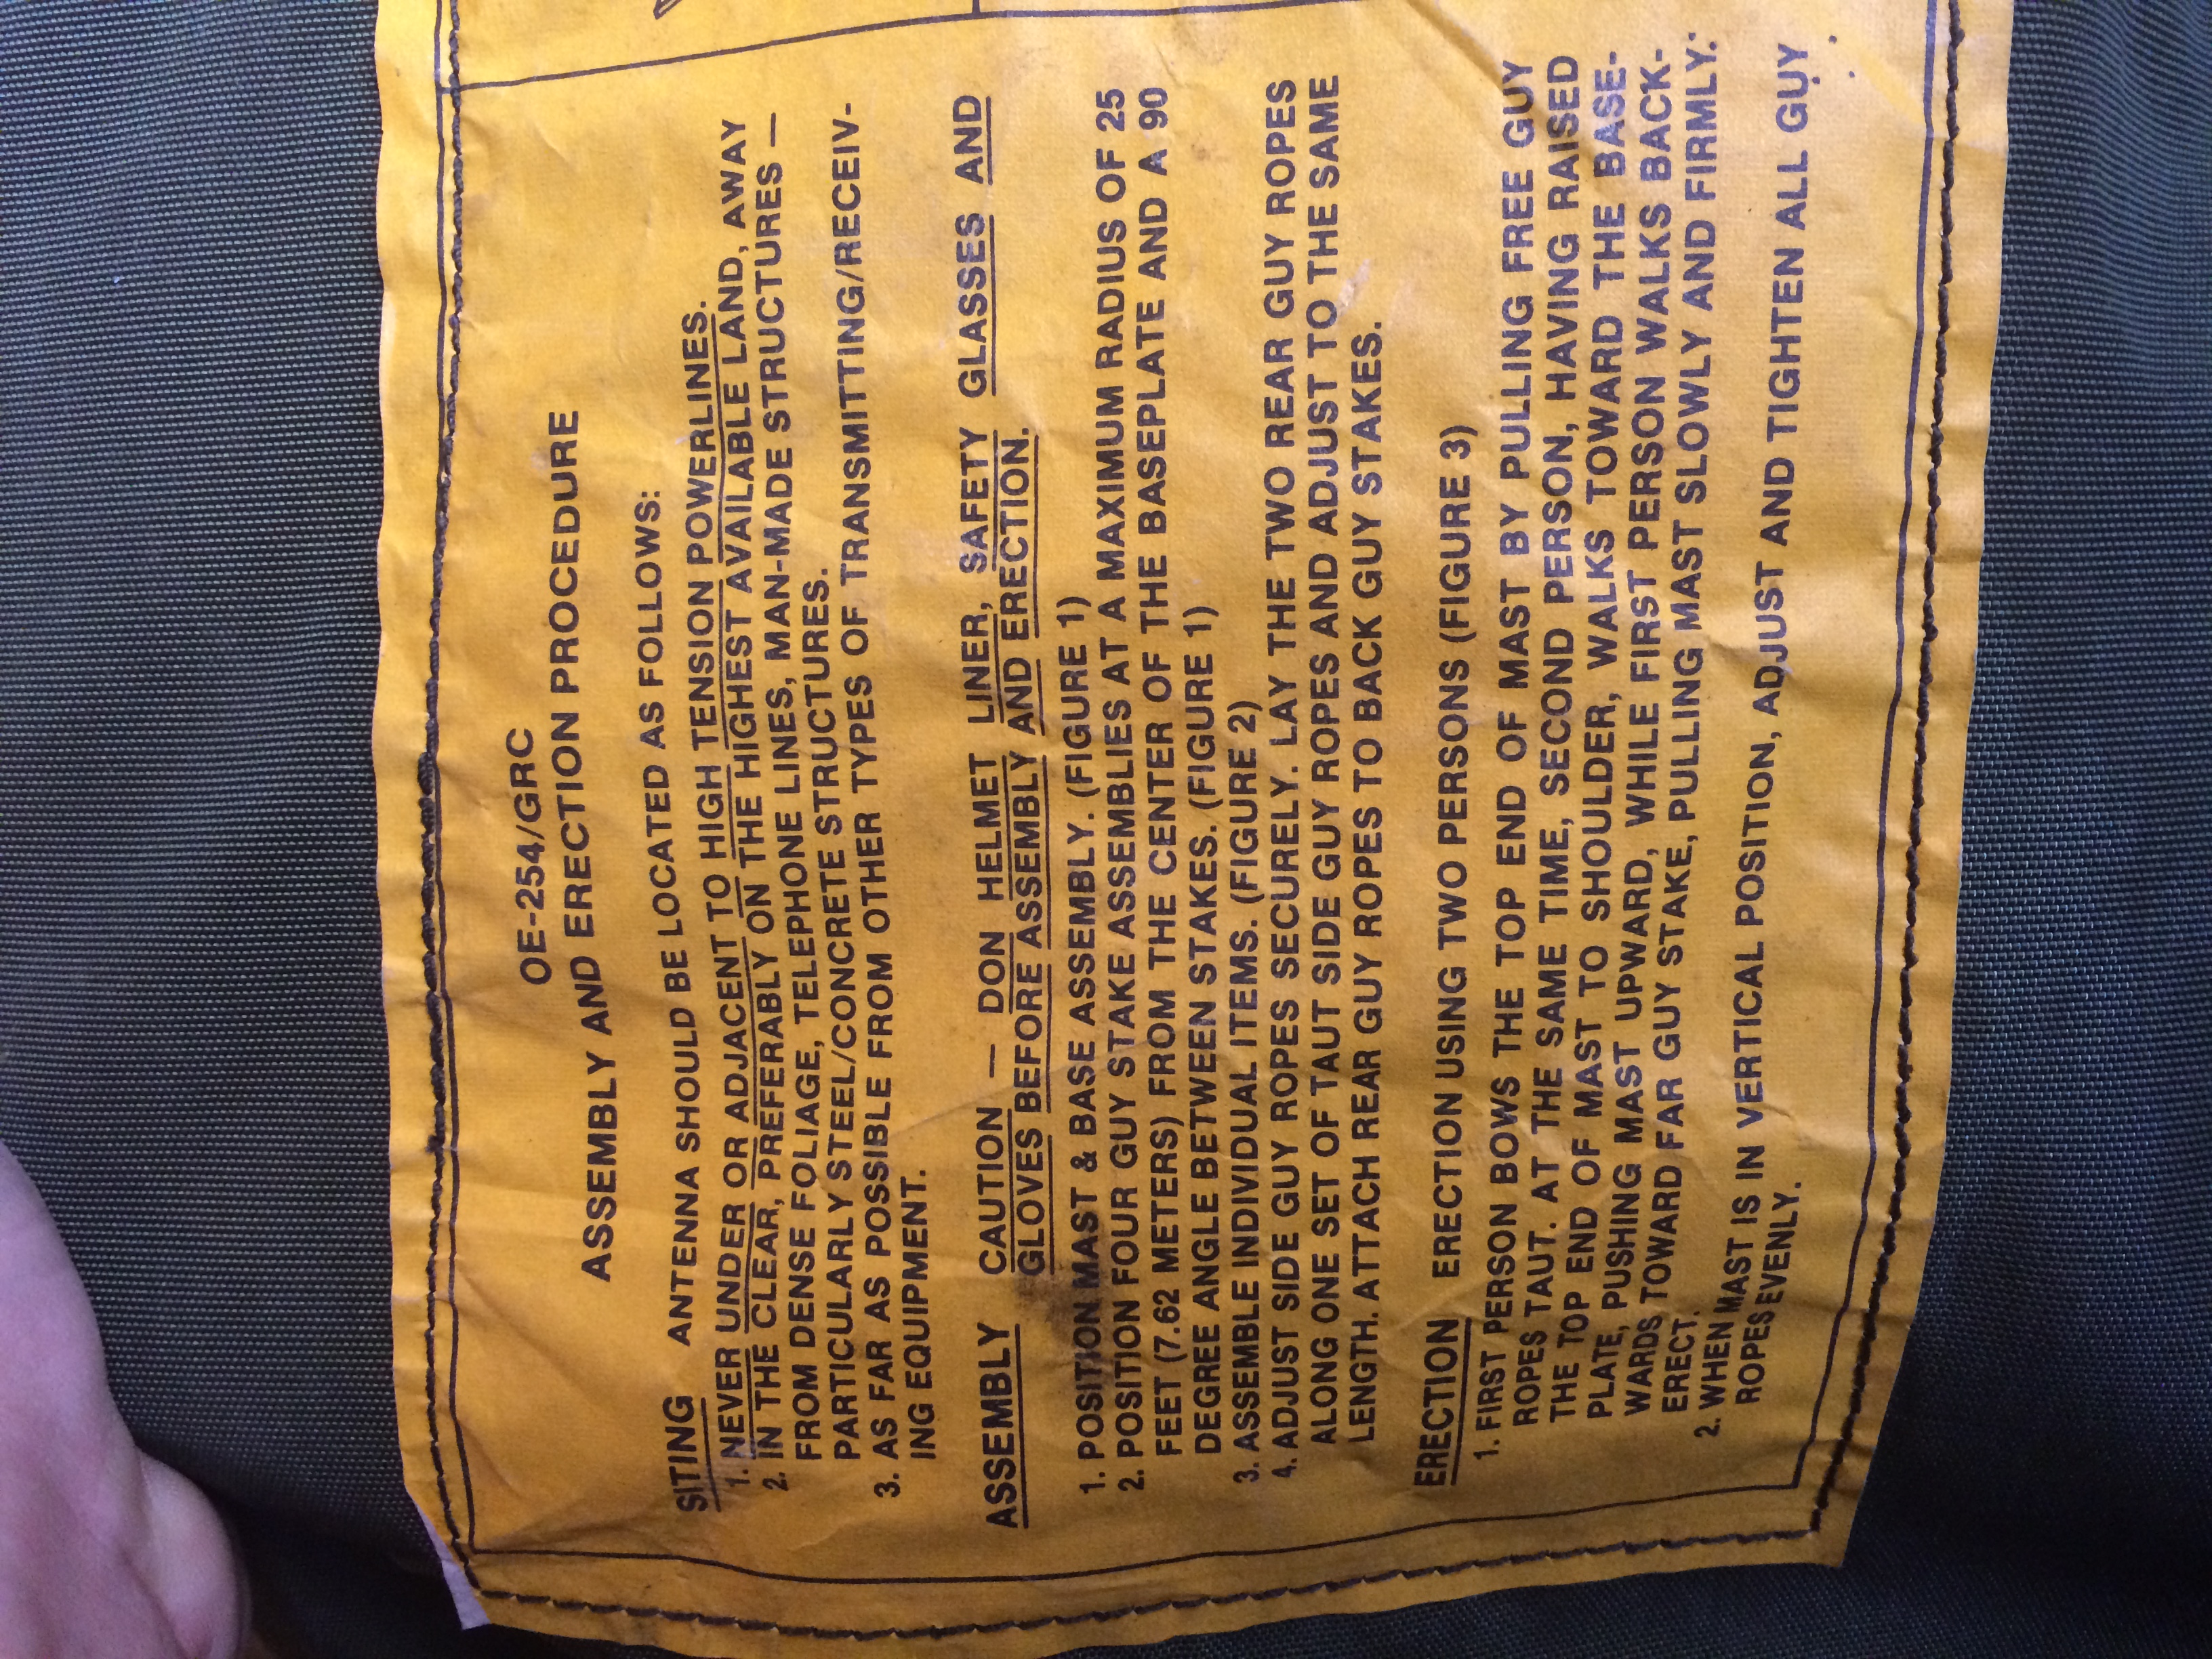 OE-254/GRC
ASSEMBLY AND ERECTION PROCEDURE
SITING ANTENNA SHOULD BE LOCATED AS FOLLOWS:
1. NEVER UNDER OR ADJACENT TO HIGH TENSION POWERLINES.
2. IN THE CLEAR, PREFERABLY ON THE HIGHEST AVAILABLE LAND, AWAY
FROM DENSE FOLIAGE, TELEPHONE LINES, MAN-MADE STRUCTURES —
PARTICULARLY STEEL/CONCRETE STRUCTURES.
3. AS FAR AS POSSIBLE FROM OTHER TYPES OF TRANSMITTING/RECEIV-
ING EQUIPMENT.
ASSEMBLY CAUTION — DON HELMET LINER, SAFETY GLASSES AND
GLOVES BEFORE ASSEMBLY AND ERECTION.
1. POSITION MAST & BASE ASSEMBLY. (FIGURE 1)
2. POSITION FOUR GUY STAKE ASSEMBLIES AT A MAXIMUM RADIUS OF 25
FEET (7.62 METERS) FROM THE CENTER OF THE BASEPLATE AND A 90
DEGREE ANGLE BETWEEN STAKES. (FIGURE 1)
3. ASSEMBLE INDIVIDUAL ITEMS. (FIGURE 2)
4. ADJUST SIDE GUY ROPES SECURELY. LAY THE TWO REAR GUY ROPES
ALONG ONE SET OF TAUT SIDE GUY ROPES AND ADJUST TO THE SAME
LENGTH. ATTACH REAR GUY ROPES TO BACK GUY STAKES.
ERECTION ERECTION USING TWO PERSONS (FIGURE 3)
1. FIRST PERSON BOWS THE TOP END OF MAST BY PULLING FREE GUY
ROPES TAUT. AT THE SAME TIME, SECOND PERSON, HAVING RAISED
THE TOP END OF MAST TO SHOULDER, WALKS TOWARD THE BASE-
PLATE, PUSHING MAST UPWARD, WHILE FIRST PERSON WALKS BACK-
WARDS TOWARD FAR GUY STAKE, PULLING MAST SLOWLY AND FIRMLY.
ERECT.
2. WHEN MAST IS IN VERTICAL POSITION, ADJUST AND TIGHTEN ALL GUY
ROPES EVENLY.